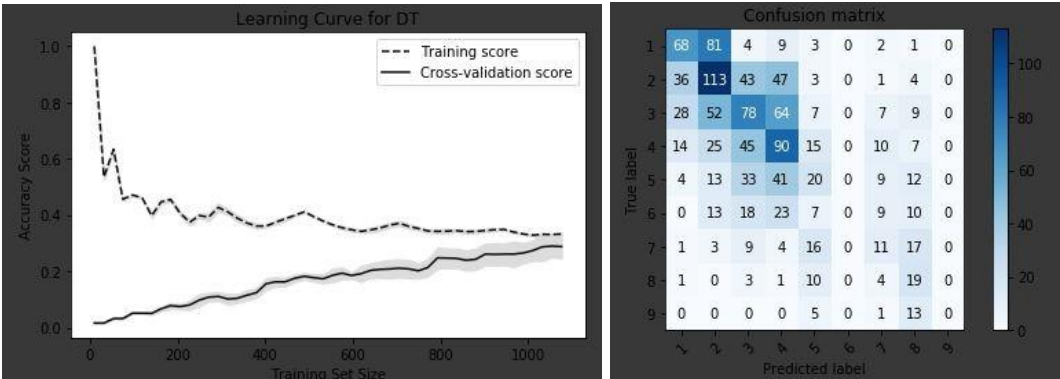 Learning Curve for DT
1.0
0.8
0.6
0.4
0.2
0.0
Accuracy Score
Training score
Cross-validation score
0 200 400 600 800 1000
Training Set Size
Confusion matrix
True label
1 68 81 4 9 3 0 2 1 0
2 36 113 43 47 3 0 1 4 0
3 28 52 78 64 7 0 7 9 0
4 14 25 45 90 15 0 10 7 0
5 4 13 33 41 20 0 9 12 0
6 0 13 18 23 7 0 9 10 0
7 1 3 9 4 16 0 11 17 0
8 1 0 3 1 10 0 4 19 0
9 0 0 0 0 5 0 1 13 0
1 2 3 4 5 6 7 8 9
Predicted label
100
80
60
40
20
0